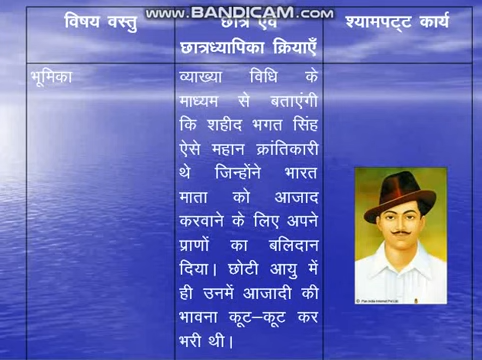 www.BANDICAM.com
विषय वस्तु
छात्र एवं
छात्राध्यापिका क्रियाएँ
श्यामपट्ट कार्य
भूमिका
व्याख्या विधि के
माध्यम से बताएंगी
कि शहीद भगत सिंह
ऐसे महान क्रांतिकारी
थे जिन्होंने भारत
माता को आजाद
करवाने के लिए अपने
प्राणों का बलिदान
दिया। छोटी आयु में
ही उनमें आजादी की
भावना कूट–कूट कर
भरी थी।